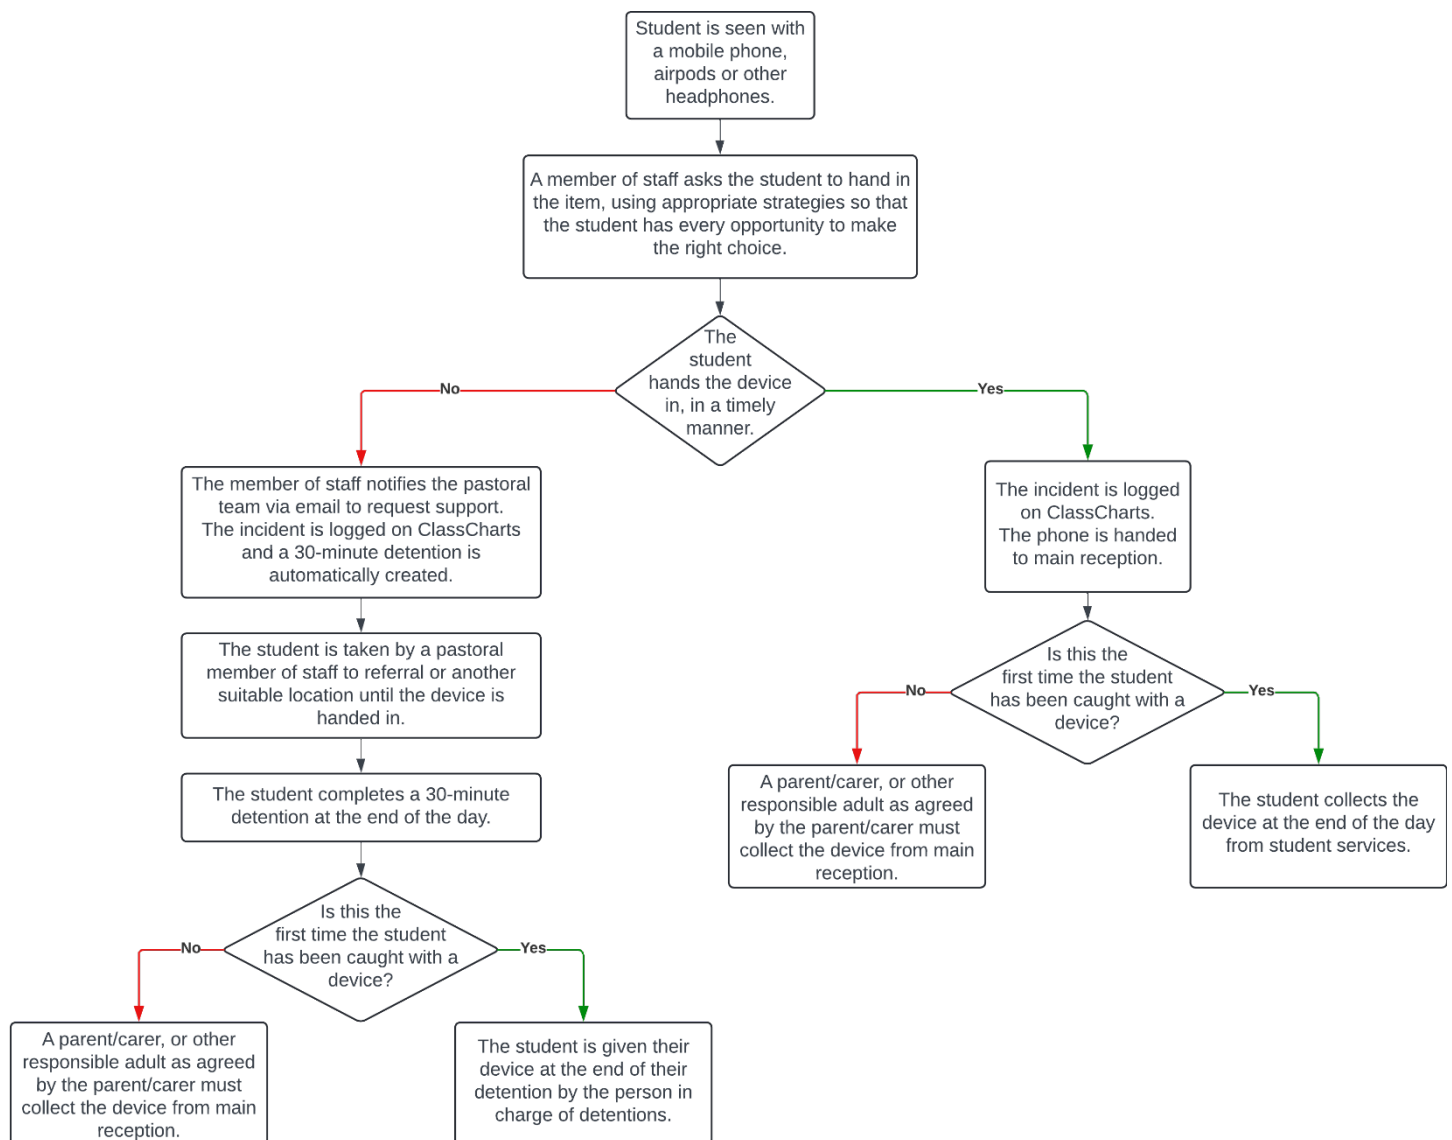 Student is seen with
a mobile phone,
airpods or other
headphones.
A member of staff asks the student to hand in
the item, using appropriate strategies so that
the student has every opportunity to make
the right choice.
The
student
hands the device
in, in a timely
manner.
No
Yes
The member of staff notifies the pastoral
team via email to request support.
The incident is logged on ClassCharts
and a 30-minute detention is
automatically created.
The incident is logged
on ClassCharts.
The phone is handed
to main reception.
The student is taken by a pastoral
member of staff to referral or another
suitable location until the device is
handed in.
Is this the
first time the student
has been caught with a
device?
No
Yes
The student completes a 30-minute
detention at the end of the day.
A parent/carer, or other
responsible adult as agreed
by the parent/carer must
collect the device from main
reception.
The student collects the
device at the end of the day
from student services.
Is this the
first time the student
has been caught with a
device?
No
Yes
A parent/carer, or other
responsible adult as agreed
by the parent/carer must
collect the device from main
reception.
The student is given their
device at the end of their
detention by the person in
charge of detentions.